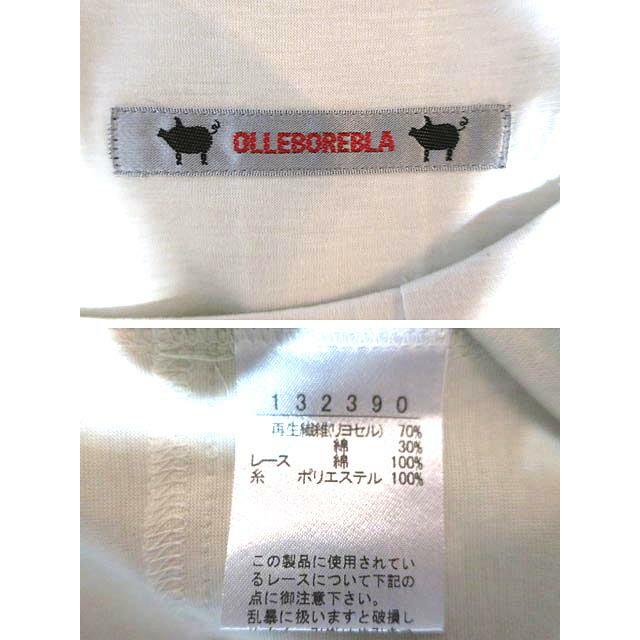 OLLEBOREBLA
132390
再生繊維(リヨセル) 70%
綿 30%
レース 綿 100%
糸 ポリエステル 100%
この製品に使用されてい
るレースについて下記の
点に御注意下さい。
乱暴に扱いますと破損し